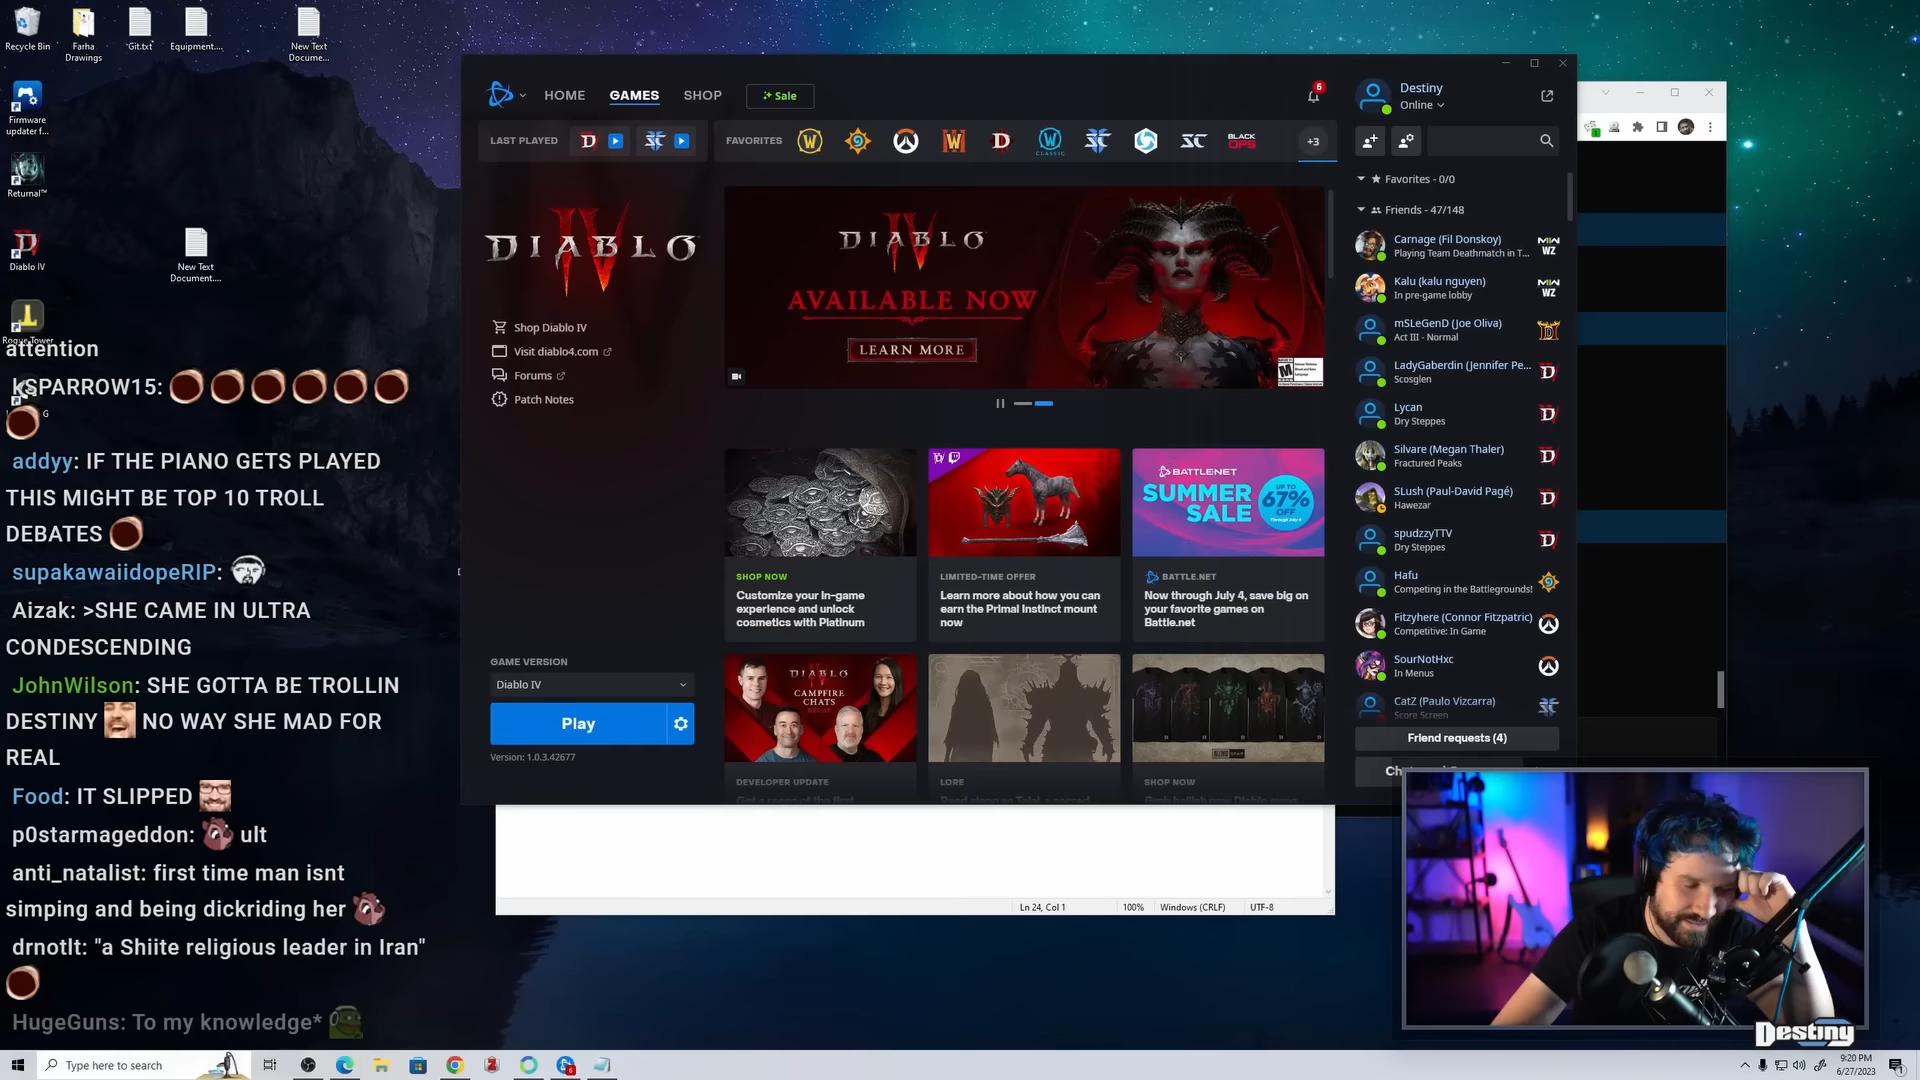 Recycle Bin
Farha
Drawings
Git.txt
Equipment....
New Text
Docume...
Firmware
updater f...
Returnal™
Diablo IV
New Text
Document....
Rogue Tower
attention
kSPARROW15:
G
addyy: IF THE PIANO GETS PLAYED
THIS MIGHT BE TOP 10 TROLL
DEBATES
supakawaiidopeRIP:
Aizak: >SHE CAME IN ULTRA
CONDESCENDING
JohnWilson: SHE GOTTA BE TROLLIN
DESTINY NO WAY SHE MAD FOR
REAL
Food: IT SLIPPED
p0starmageddon: ult
anti_natalist: first time man isnt
simping and being dickriding her
drnotlt: "a Shiite religious leader in Iran"
HugeGuns: To my knowledge*
HOME
GAMES
SHOP
Sale
6
LAST PLAYED
FAVORITES
CLASSIC
BLACK
OPS
+3
DIABLO
IV
Shop Diablo IV
Visit diablo4.com
Forums
Patch Notes
GAME VERSION
Diablo IV
Play
Version: 1.0.3.42677
DIABLO
IV
AVAILABLE NOW
LEARN MORE
SHOP NOW
Customize your in-game
experience and unlock
cosmetics with Platinum
LIMITED-TIME OFFER
Learn more about how you can
earn the Primal Instinct mount
now
BATTLENET
SUMMER
SALE
UP TO
67%
OFF
Through July 4
BATTLE.NET
Now through July 4, save big on
your favorite games on
Battle.net
DIABLO
CAMPFIRE
CHATS
DEVELOPER UPDATE
LORE
SHOP NOW
Destiny
Online
Favorites - 0/0
Friends - 47/148
Carnage (Fil Donskoy)
Playing Team Deathmatch in T...
Kalu (kalu nguyen)
In pre-game lobby
mSLeGenD (Joe Oliva)
Act III - Normal
LadyGaberdin (Jennifer Pe...
Scosglen
Lycan
Dry Steppes
Silvare (Megan Thaler)
Fractured Peaks
SLush (Paul-David Pagé)
Hawezar
spudzzyTTV
Dry Steppes
Hafu
Competing in the Battlegrounds!
Fitzyhere (Connor Fitzpatric)
Competitive: In Game
SourNotHxc
In Menus
CatZ (Paulo Vizcarra)
Score Screen
Friend requests (4)
Ln 24, Col 1
100%
Windows (CRLF)
UTF-8
Destiny
Type here to search
9:20 PM
6/27/2023